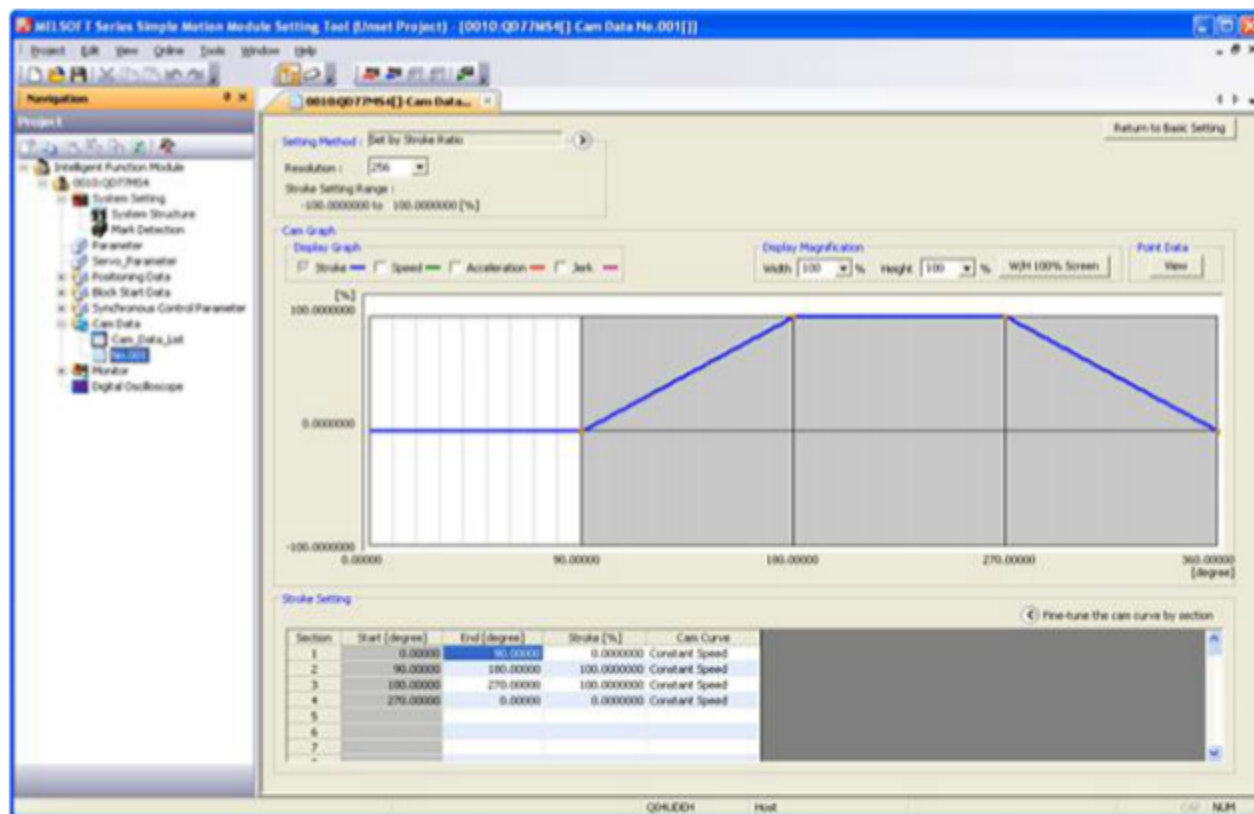 MELSOFT Series Simple Motion Module Setting Tool (Unset Project) - [0010:QD77MS4[]-Cam Data No.001[]]
Project Edit View Online Tools Window Help
Navigation
0010:QD77MS4[]-Cam Data...
Project
Return to Basic Setting
Setting Method : Set by Stroke Ratio
Resolution : 256
Stroke Setting Range :
-100.0000000 to 100.0000000 [%]
Intelligent Function Module
0010:QD77MS4
System Setting
System Structure
Mark Detection
Parameter
Servo_Parameter
Positioning Data
Block Start Data
Synchronous Control Parameter
Cam Data
Cam_Data_List
No.001
Monitor
Digital Oscilloscope
Cam Graph
Display Graph
Stroke Speed Acceleration Jerk
Display Magnification
Width 100 % Height 100 % W/H 100% Screen
Point Data
View
[%]
100.0000000
0.0000000
-100.0000000
0.00000 90.00000 180.00000 270.00000 360.00000
[degree]
Stroke Setting
Fine-tune the cam curve by section
Section Start [degree] End [degree] Stroke [%] Cam Curve
1 0.00000 90.00000 0.0000000 Constant Speed
2 90.00000 180.00000 100.0000000 Constant Speed
3 180.00000 270.00000 100.0000000 Constant Speed
4 270.00000 0.00000 0.0000000 Constant Speed
5
6
7
Q04UDEH Host CAP NUM